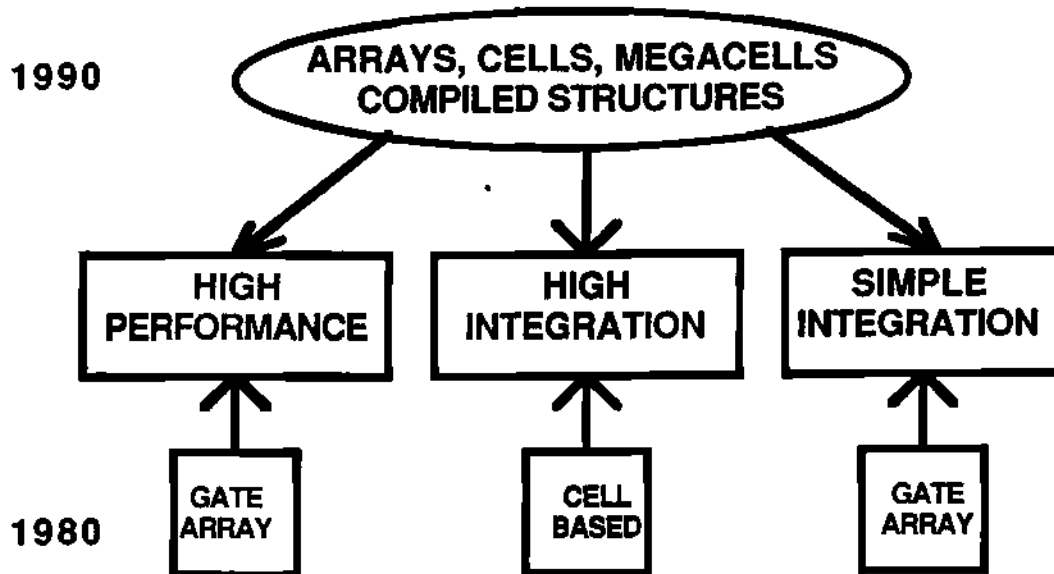 1990
ARRAYS, CELLS, MEGACELLS
COMPILED STRUCTURES
HIGH
PERFORMANCE
HIGH
INTEGRATION
SIMPLE
INTEGRATION
GATE
ARRAY
CELL
BASED
GATE
ARRAY
1980